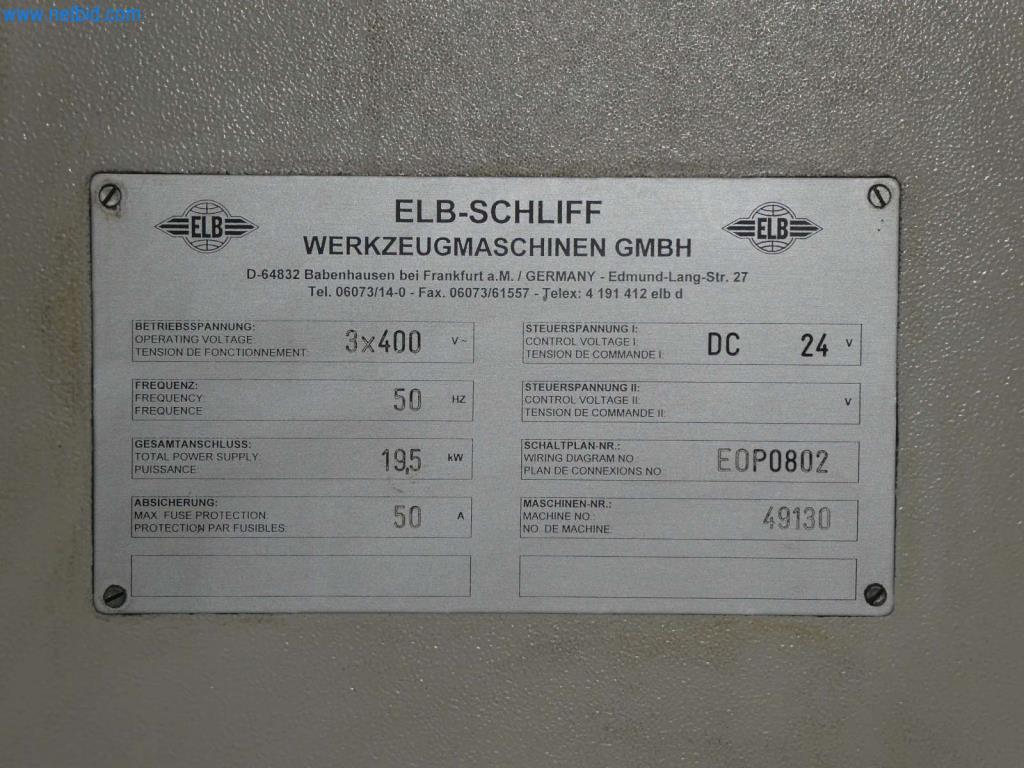 www.netbid.com
ELB
ELB
ELB-SCHLIFF
WERKZEUGMASCHINEN GMBH
D-64832 Babenhausen bei Frankfurt a.M. / GERMANY - Edmund-Lang-Str. 27
Tel. 06073/14-0 - Fax. 06073/61557 - Telex: 4 191 412 elb d
BETRIEBSSPANNUNG:
OPERATING VOLTAGE
TENSION DE FONCTIONNEMENT:
3x400 V~
FREQUENZ:
FREQUENCY:
FREQUENCE
50 HZ
GESAMTANSCHLUSS:
TOTAL POWER SUPPLY:
PUISSANCE:
19,5 kW
ABSICHERUNG:
MAX. FUSE PROTECTION:
PROTECTION PAR FUSIBLES:
50 A
STEUERSPANNUNG I:
CONTROL VOLTAGE I:
TENSION DE COMMANDE I:
DC 24 V
STEUERSPANNUNG II:
CONTROL VOLTAGE II:
TENSION DE COMMANDE II:
V
SCHALTPLAN-NR.:
WIRING DIAGRAM NO.:
PLAN DE CONNEXIONS NO.:
EOP0802
MASCHINEN-NR.:
MACHINE NO.:
NO. DE MACHINE:
49130